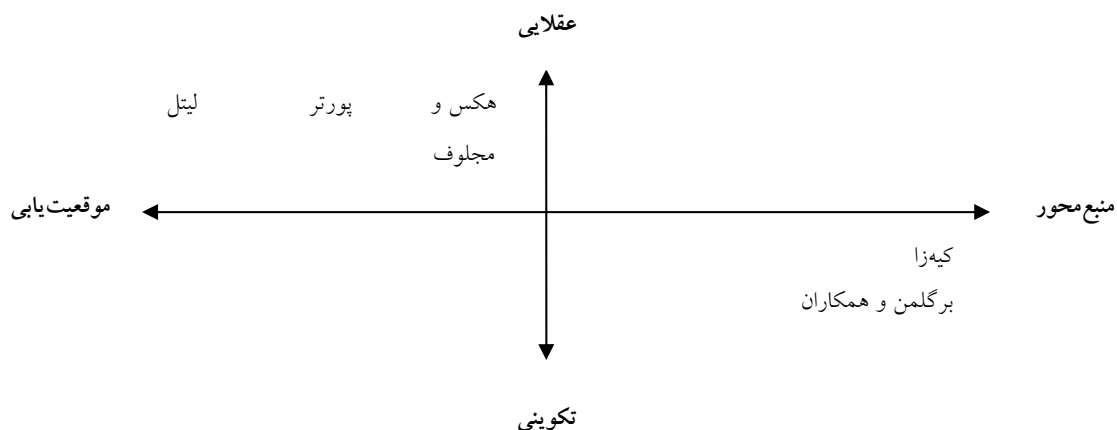 عقلایی
هکس و پورتر لیتل
مجلوف
منبع‌محور موقعیت‌یابی
کیه‌زا
برگلمن و همکاران
تکوینی